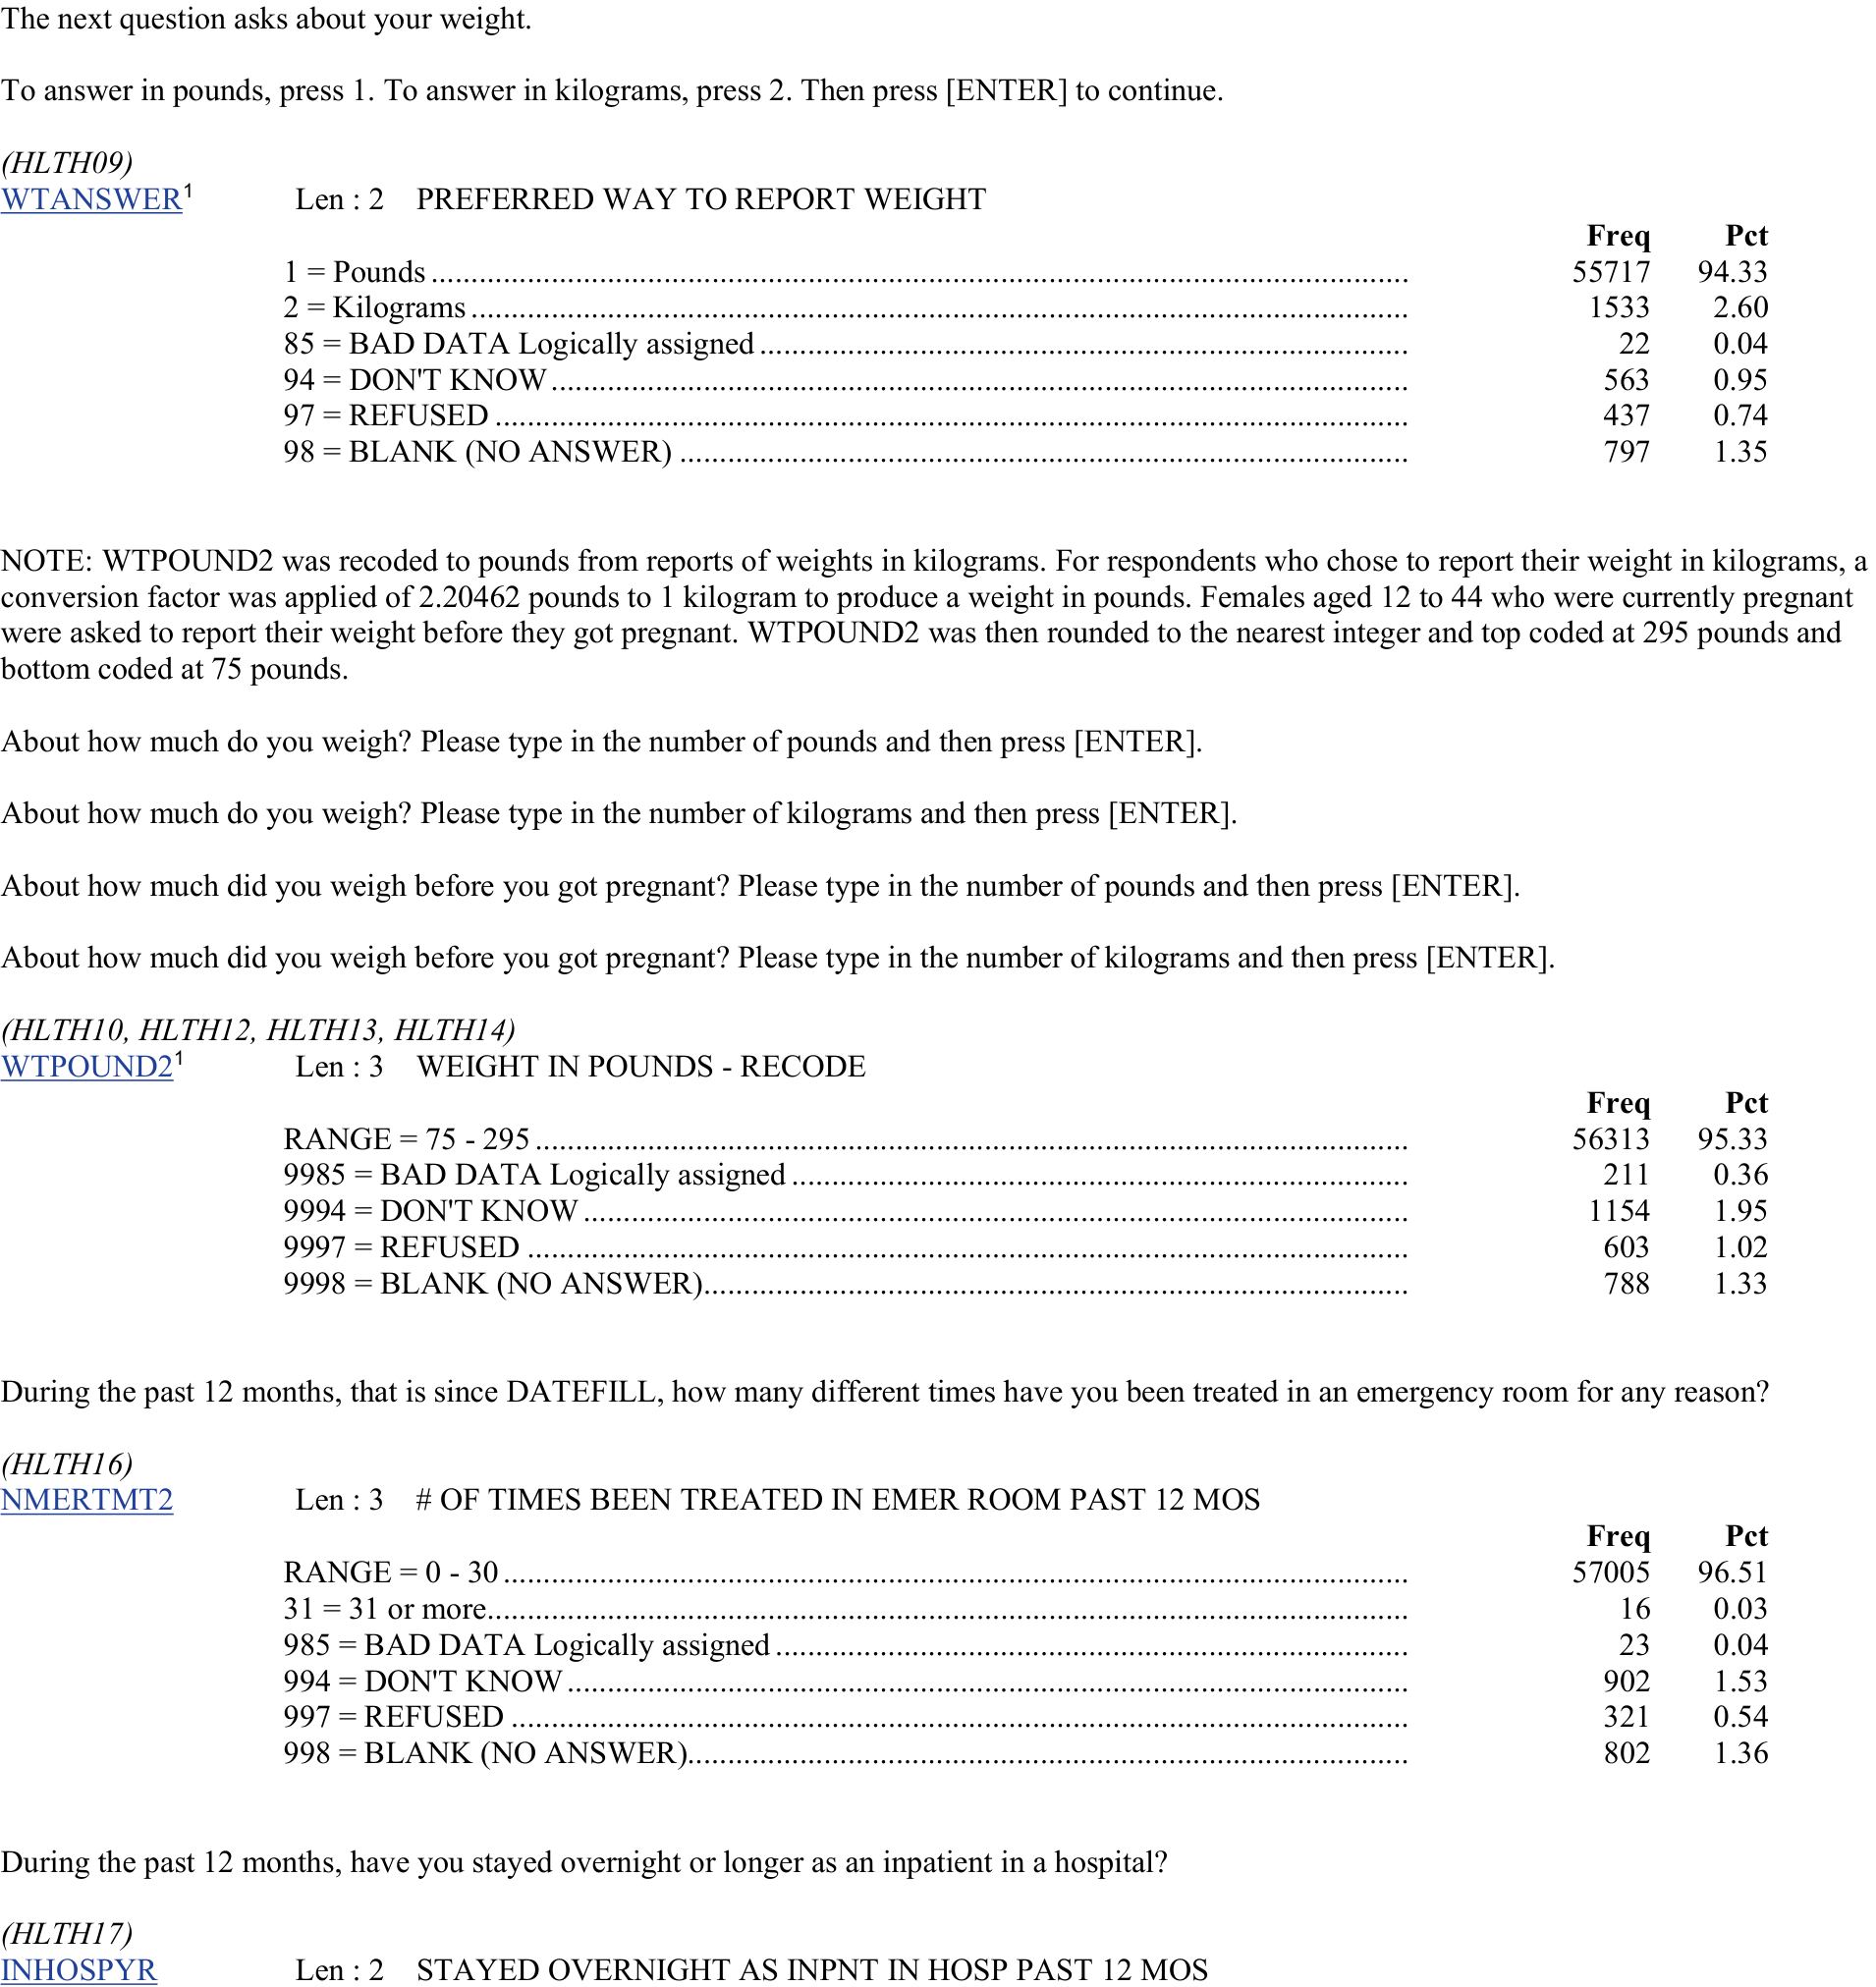 The next question asks about your weight.
To answer in pounds, press 1. To answer in kilograms, press 2. Then press [ENTER] to continue.
(HLTH09)
WTANSWER¹ Len : 2 PREFERRED WAY TO REPORT WEIGHT
Freq Pct
1 = Pounds ........ 55717 94.33
2 = Kilograms ........ 1533 2.60
85 = BAD DATA Logically assigned ........ 22 0.04
94 = DON'T KNOW ........ 563 0.95
97 = REFUSED ........ 437 0.74
98 = BLANK (NO ANSWER) ........ 797 1.35
NOTE: WTPOUND2 was recoded to pounds from reports of weights in kilograms. For respondents who chose to report their weight in kilograms, a
conversion factor was applied of 2.20462 pounds to 1 kilogram to produce a weight in pounds. Females aged 12 to 44 who were currently pregnant
were asked to report their weight before they got pregnant. WTPOUND2 was then rounded to the nearest integer and top coded at 295 pounds and
bottom coded at 75 pounds.
About how much do you weigh? Please type in the number of pounds and then press [ENTER].
About how much do you weigh? Please type in the number of kilograms and then press [ENTER].
About how much did you weigh before you got pregnant? Please type in the number of pounds and then press [ENTER].
About how much did you weigh before you got pregnant? Please type in the number of kilograms and then press [ENTER].
(HLTH10, HLTH12, HLTH13, HLTH14)
WTPOUND2¹ Len : 3 WEIGHT IN POUNDS - RECODE
Freq Pct
RANGE = 75 - 295 ........ 56313 95.33
9985 = BAD DATA Logically assigned ........ 211 0.36
9994 = DON'T KNOW ........ 1154 1.95
9997 = REFUSED ........ 603 1.02
9998 = BLANK (NO ANSWER) ........ 788 1.33
During the past 12 months, that is since DATEFILL, how many different times have you been treated in an emergency room for any reason?
(HLTH16)
NMERTMT2 Len : 3 # OF TIMES BEEN TREATED IN EMER ROOM PAST 12 MOS
Freq Pct
RANGE = 0 - 30 ........ 57005 96.51
31 = 31 or more ........ 16 0.03
985 = BAD DATA Logically assigned ........ 23 0.04
994 = DON'T KNOW ........ 902 1.53
997 = REFUSED ........ 321 0.54
998 = BLANK (NO ANSWER) ........ 802 1.36
During the past 12 months, have you stayed overnight or longer as an inpatient in a hospital?
(HLTH17)
INHOSPYR Len : 2 STAYED OVERNIGHT AS INPNT IN HOSP PAST 12 MOS